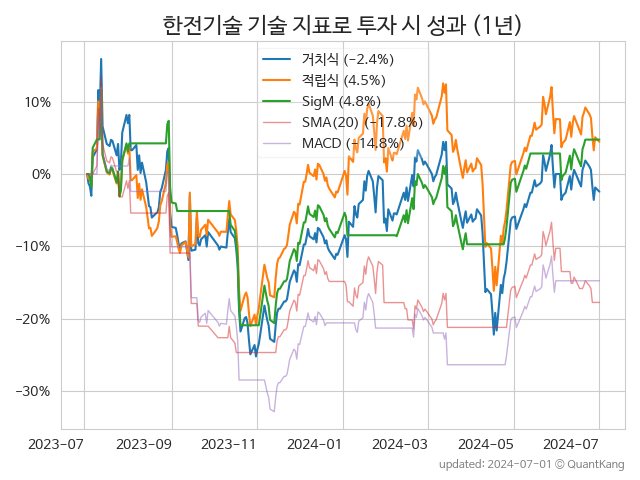 한전기술 기술 지표로 투자 시 성과 (1년)
거치식 (−2.4%)
적립식 (4.5%)
SigM (4.8%)
SMA(20) (−17.8%)
MACD (−14.8%)
10%
0%
−10%
−20%
−30%
2023-07 2023-09 2023-11 2024-01 2024-03 2024-05 2024-07
updated: 2024-07-01 © QuantKang